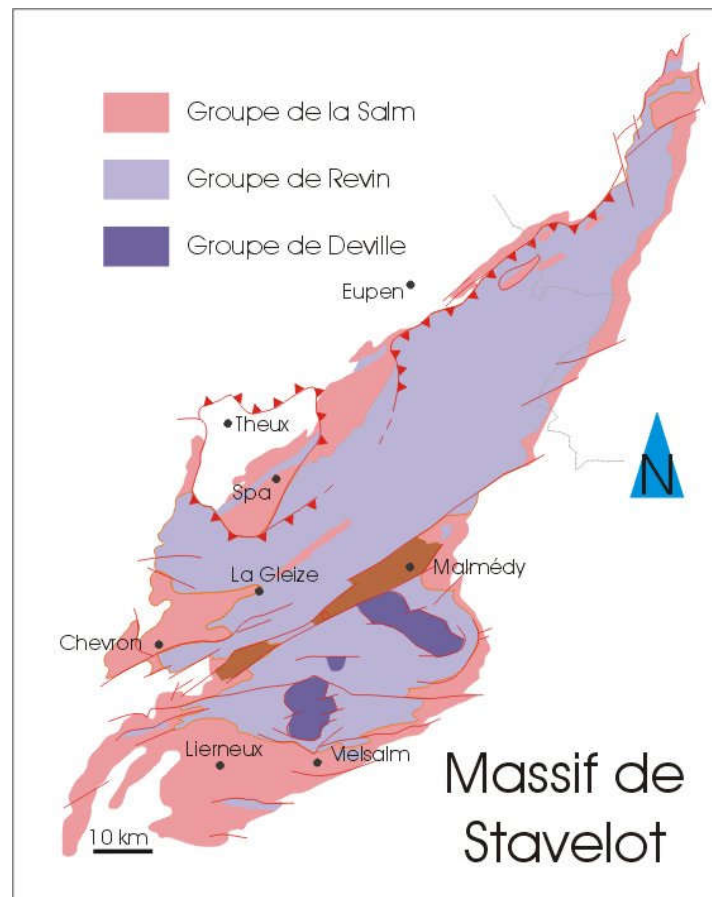 Groupe de la Salm
Groupe de Revin
Groupe de Deville
Eupen
Theux
Spa
N
La Gleize
Malmédy
Chevron
Lierneux
Vielsalm
Massif de
Stavelot
10 km